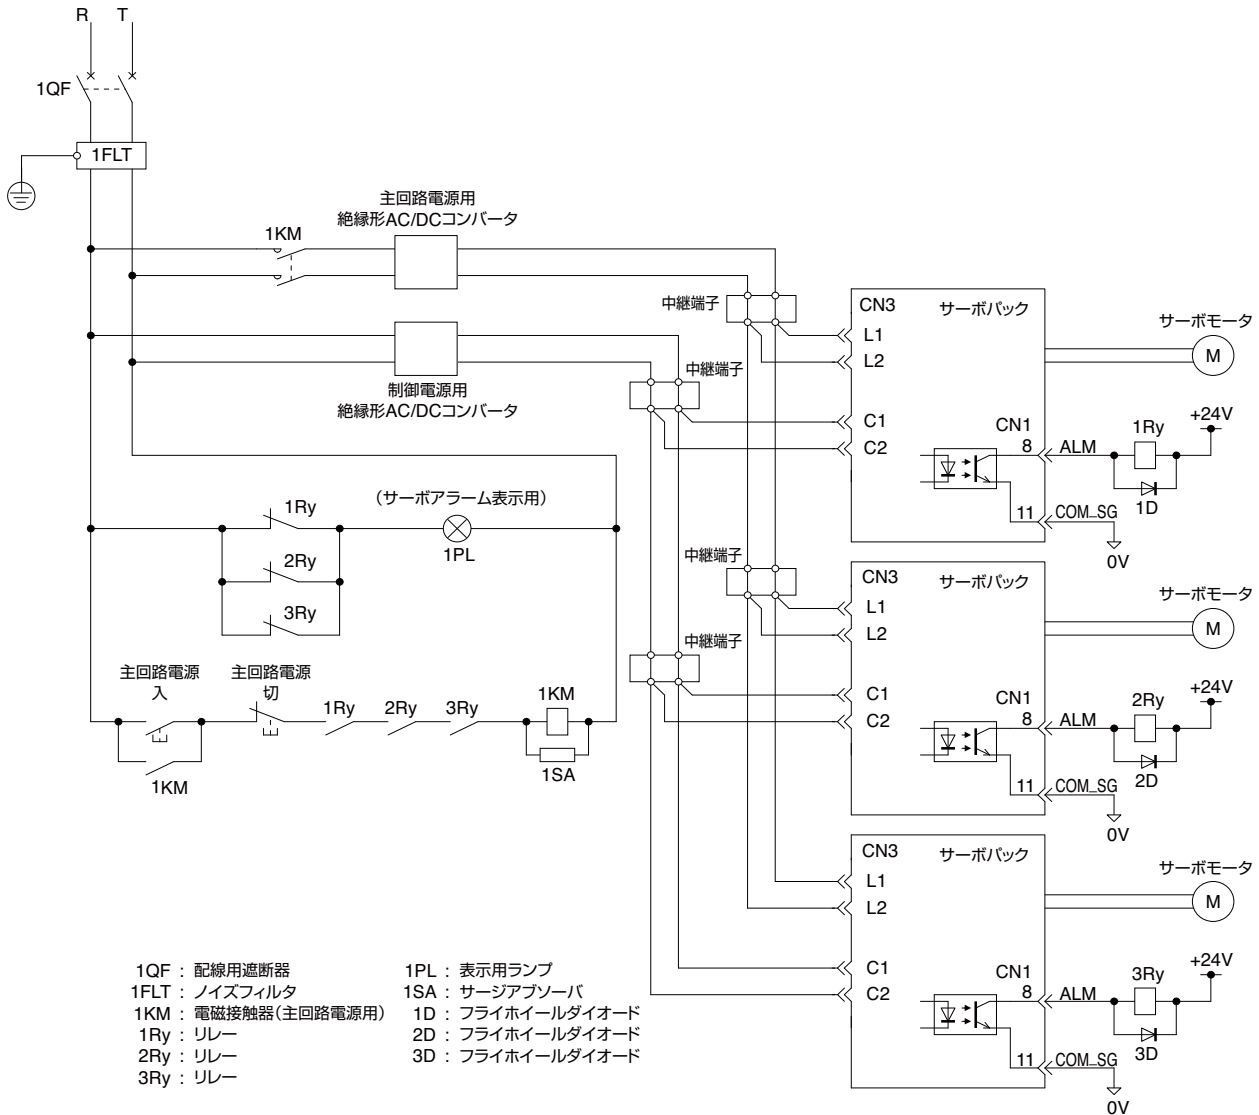 R
T
1QF
1FLT
主回路電源用
絶縁形AC/DCコンバータ
1KM
制御電源用
絶縁形AC/DCコンバータ
中継端子
中継端子
CN3
サーボパック
L1
L2
C1
C2
CN1
8
ALM
11
COM_SG
サーボモータ
M
+24V
1Ry
1D
0V
(サーボアラーム表示用)
1Ry
1PL
2Ry
3Ry
中継端子
中継端子
CN3
サーボパック
L1
L2
C1
C2
CN1
8
ALM
11
COM_SG
サーボモータ
M
+24V
2Ry
2D
0V
主回路電源
入
主回路電源
切
1Ry
2Ry
3Ry
1KM
1SA
1KM
CN3
サーボパック
L1
L2
C1
C2
CN1
8
ALM
11
COM_SG
サーボモータ
M
+24V
3Ry
3D
0V
1QF : 配線用遮断器
1FLT : ノイズフィルタ
1KM : 電磁接触器(主回路電源用)
1Ry : リレー
2Ry : リレー
3Ry : リレー
1PL : 表示用ランプ
1SA : サージアブソーバ
1D : フライホイールダイオード
2D : フライホイールダイオード
3D : フライホイールダイオード